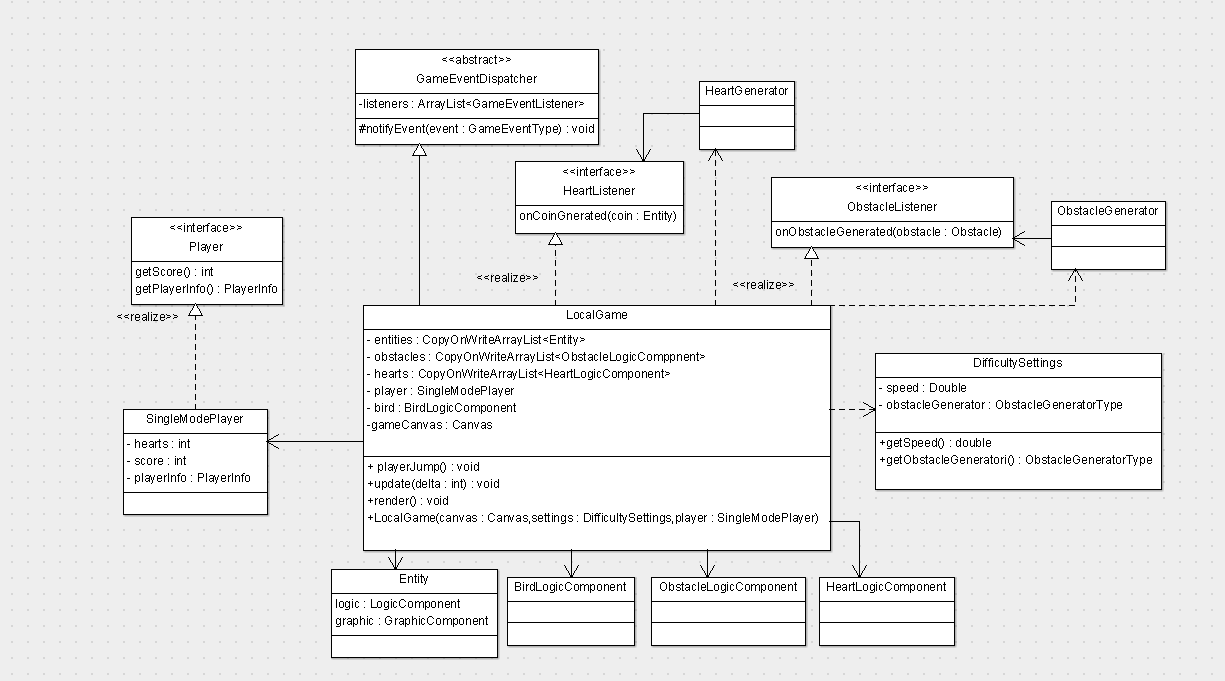 <<abstract>>
GameEventDispatcher
-listeners : ArrayList<GameEventListener>
#notifyEvent(event : GameEventType) : void
HeartGenerator
<<interface>>
HeartListener
onCoinGnerated(coin : Entity)
<<interface>>
ObstacleListener
onObstacleGenerated(obstacle : Obstacle)
ObstacleGenerator
<<interface>>
Player
getScore() : int
getPlayerInfo() : PlayerInfo
<<realize>>
<<realize>>
<<realize>>
LocalGame
- entities : CopyOnWriteArrayList<Entity>
- obstacles : CopyOnWriteArrayList<ObstacleLogicComppnent>
- hearts : CopyOnWriteArrayList<HeartLogicComponent>
- player : SingleModePlayer
- bird : BirdLogicComponent
-gameCanvas : Canvas
+ playerJump() : void
+update(delta : int) : void
+render() : void
+LocalGame(canvas : Canvas,settings : DifficultySettings,player : SingleModePlayer)
DifficultySettings
- speed : Double
- obstacleGenerator : ObstacleGeneratorType
+getSpeed() : double
+getObstacleGeneratori() : ObstacleGeneratorType
SingleModePlayer
- hearts : int
- score : int
- playerInfo : PlayerInfo
Entity
logic : LogicComponent
graphic : GraphicComponent
BirdLogicComponent
ObstacleLogicComponent
HeartLogicComponent